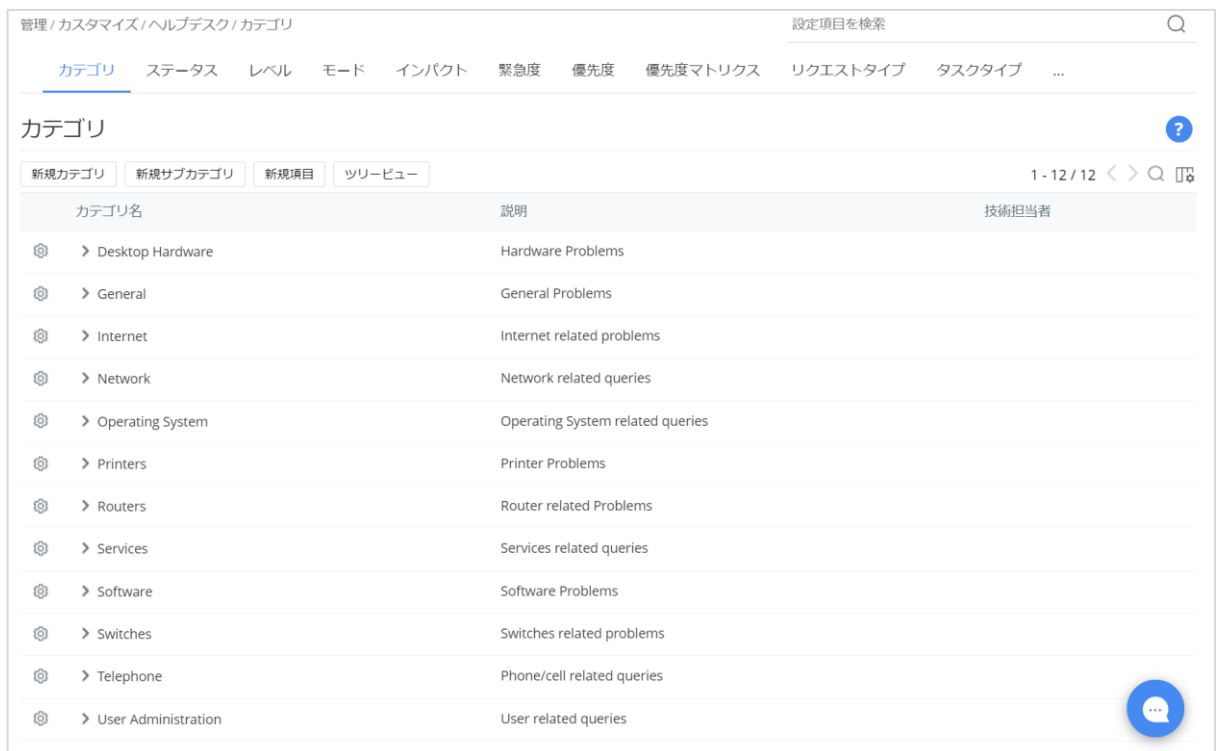 管理 / カスタマイズ / ヘルプデスク / カテゴリ 設定項目を検索
カテゴリ ステータス レベル モード インパクト 緊急度 優先度 優先度マトリクス リクエストタイプ タスクタイプ ...
カテゴリ ?
新規カテゴリ 新規サブカテゴリ 新規項目 ツリービュー 1 - 12 / 12
カテゴリ名 説明 技術担当者
Desktop Hardware Hardware Problems
General General Problems
Internet Internet related problems
Network Network related queries
Operating System Operating System related queries
Printers Printer Problems
Routers Router related Problems
Services Services related queries
Software Software Problems
Switches Switches related problems
Telephone Phone/cell related queries
User Administration User related queries